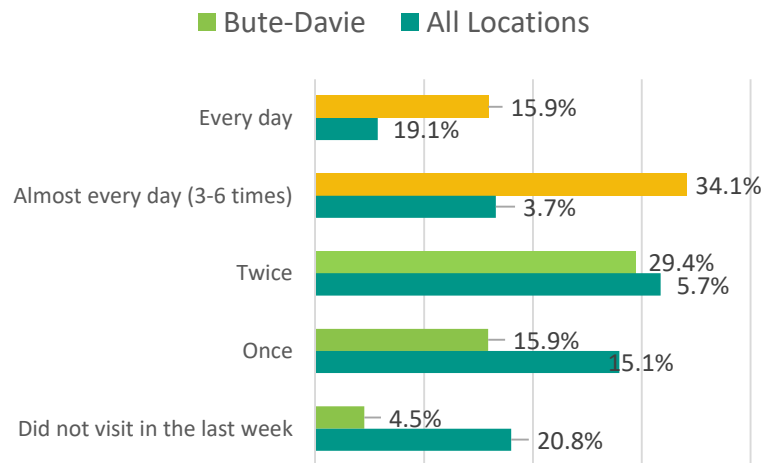 Bute-Davie All Locations
Every day
15.9%
19.1%
Almost every day (3-6 times)
34.1%
3.7%
Twice
29.4%
5.7%
Once
15.9%
15.1%
Did not visit in the last week
4.5%
20.8%